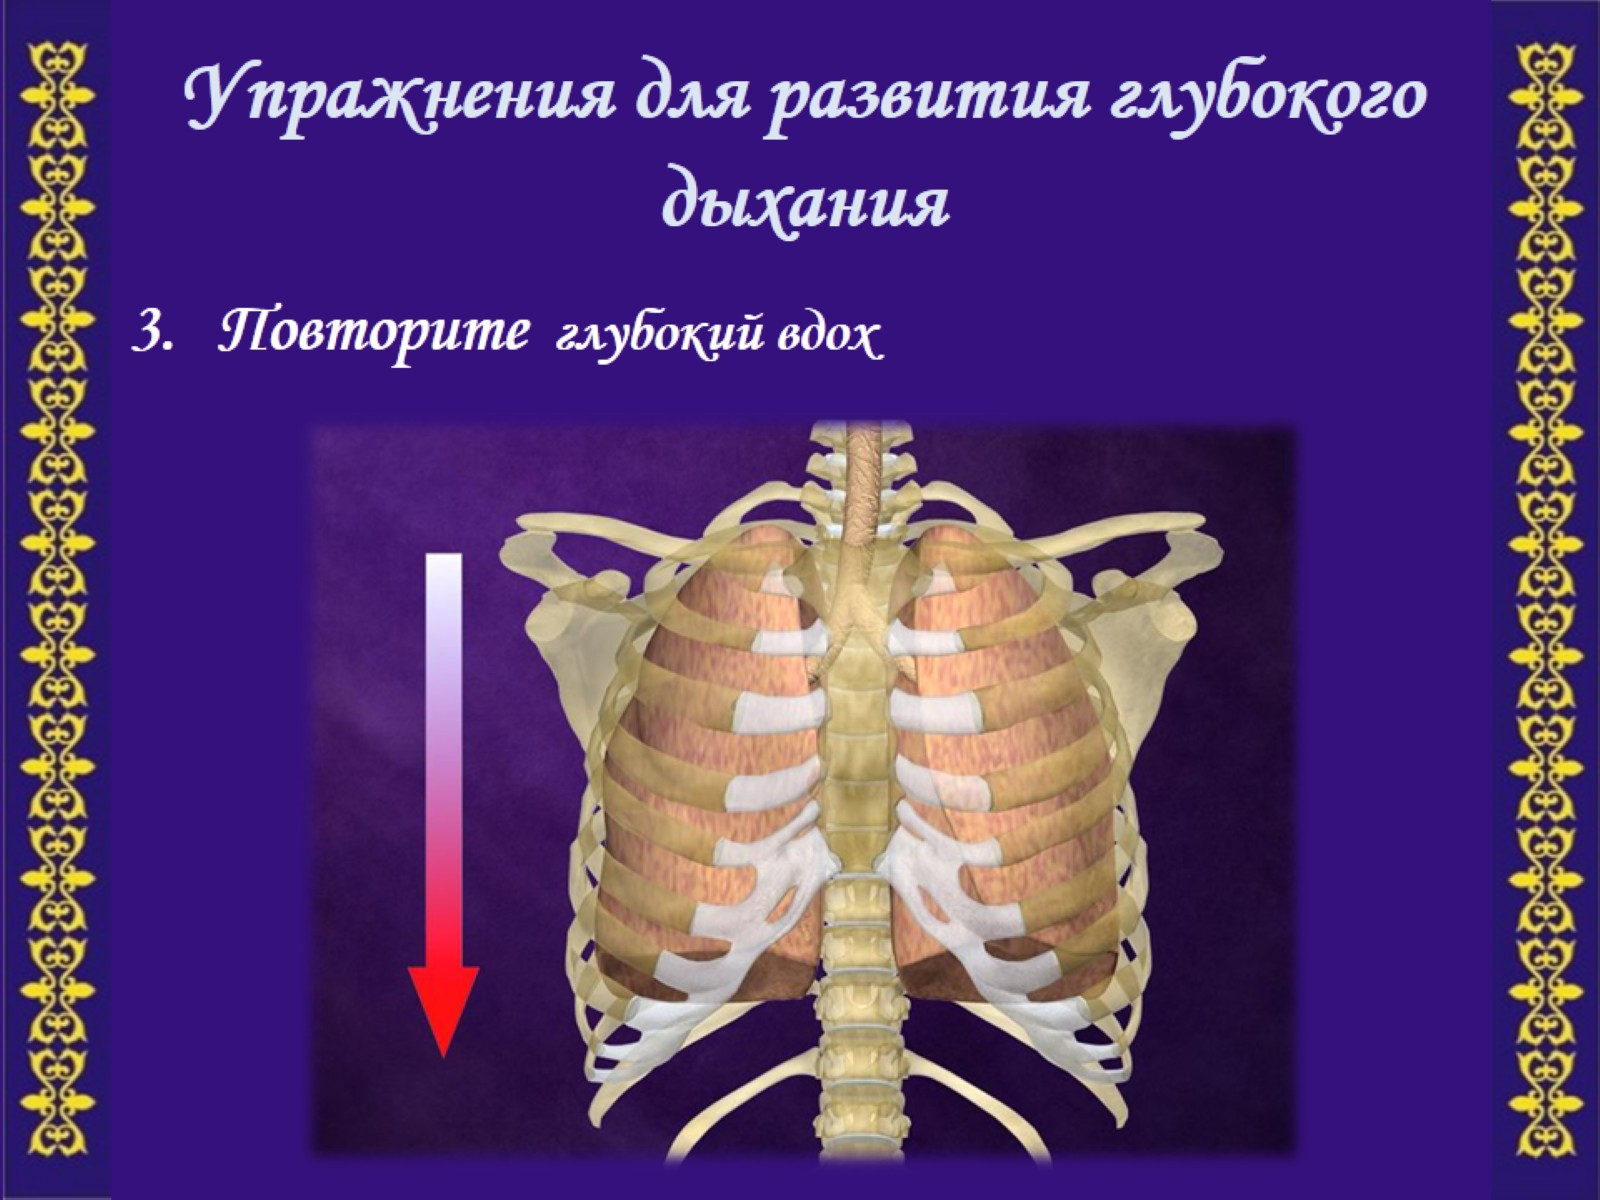 Упражнения для развития глубокого
дыхания
3. Повторите глубокий вдох